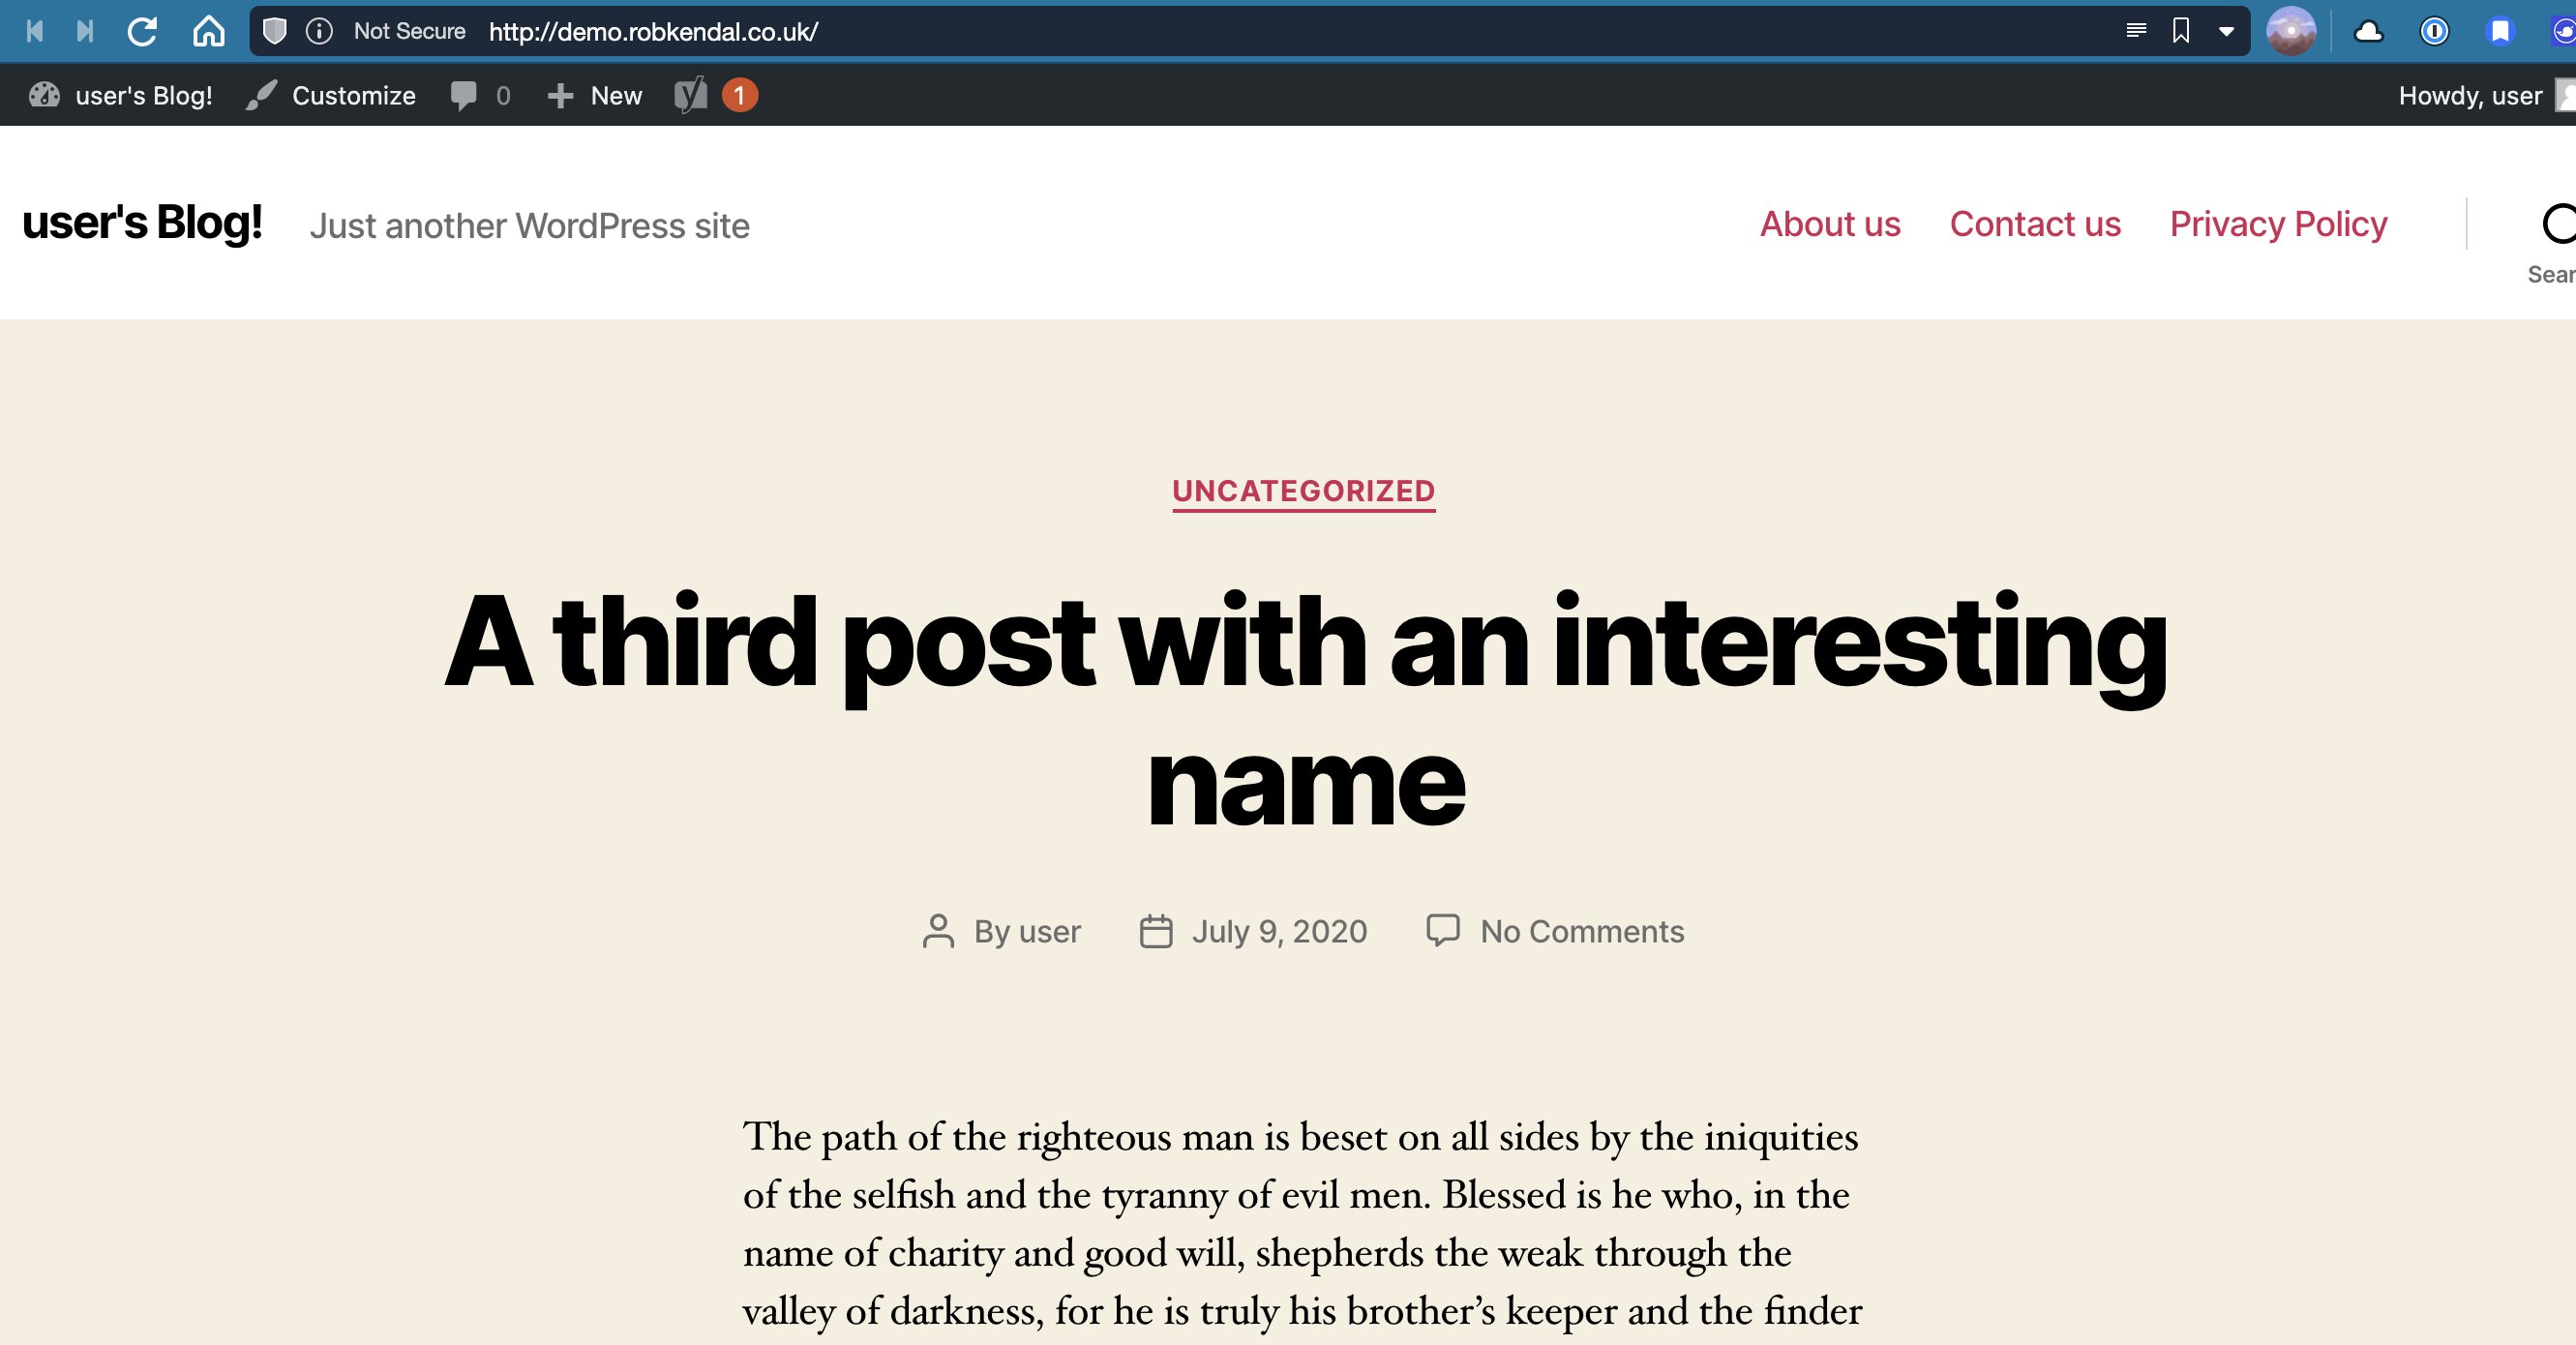 Not Secure http://demo.robkendal.co.uk/
user's Blog! Customize 0 New 1 Howdy, user
user's Blog! Just another WordPress site About us Contact us Privacy Policy
UNCATEGORIZED
A third post with an interesting
name
By user July 9, 2020 No Comments
The path of the righteous man is beset on all sides by the iniquities
of the selfish and the tyranny of evil men. Blessed is he who, in the
name of charity and good will, shepherds the weak through the
valley of darkness, for he is truly his brother’s keeper and the finder